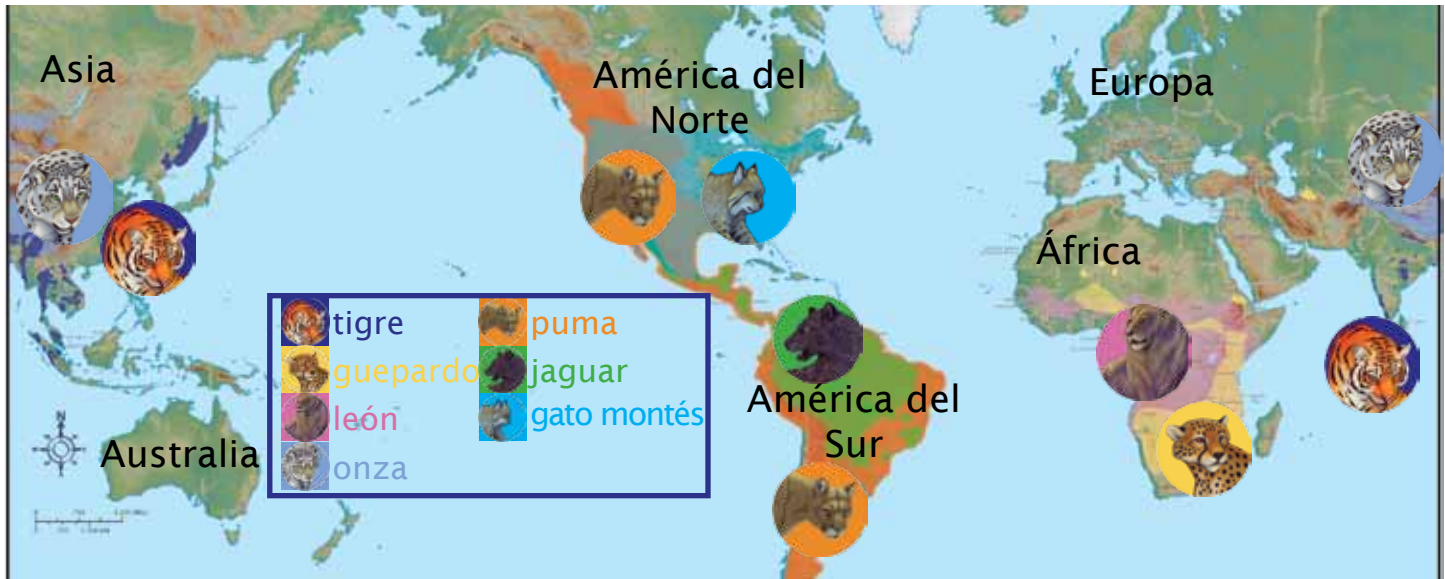 Asia
América del
Norte
Europa
África
tigre
guepardo
león
onza
puma
jaguar
gato montés
América del
Sur
Australia
N